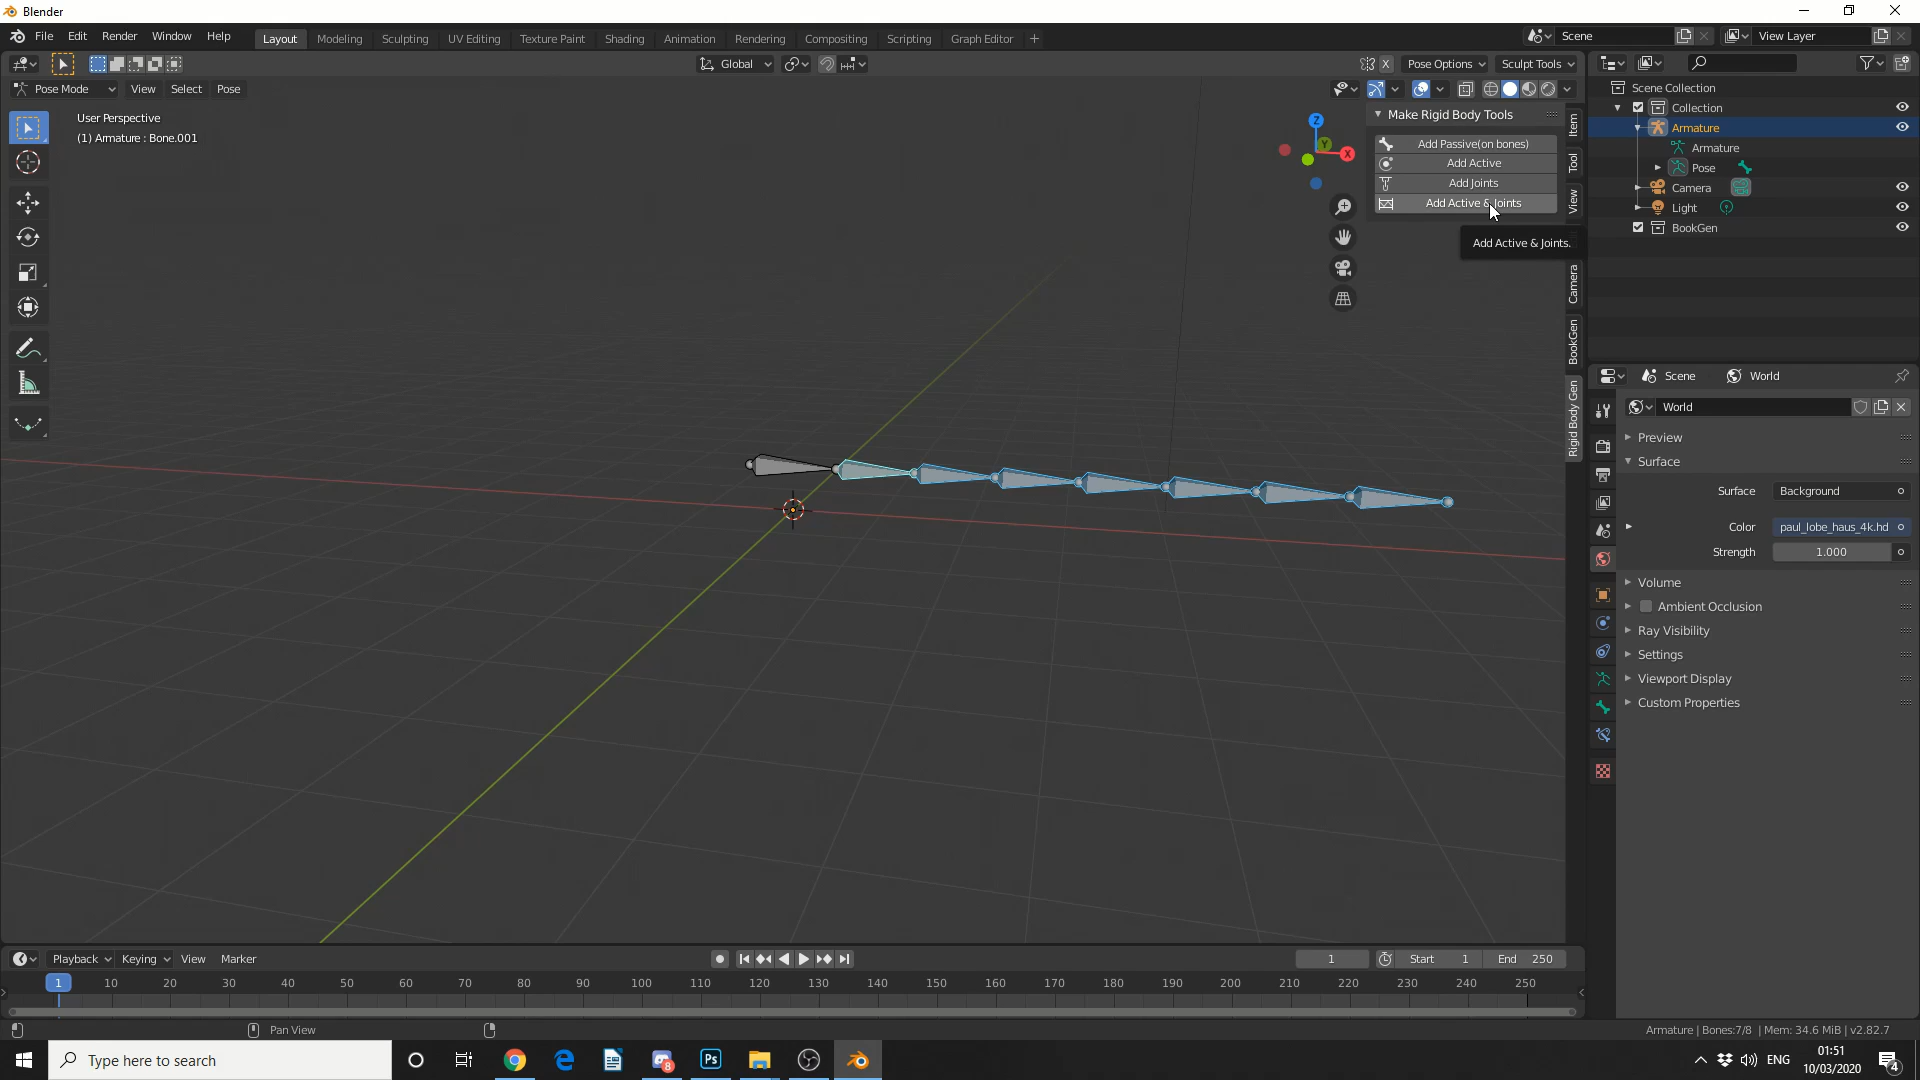 Blender
File Edit Render Window Help
Layout Modeling Sculpting UV Editing Texture Paint Shading Animation Rendering Compositing Scripting Graph Editor +
Scene
View Layer
Global
X Pose Options Sculpt Tools
Pose Mode View Select Pose
User Perspective
(1) Armature : Bone.001
Z
Y
X
Make Rigid Body Tools
Add Passive(on bones)
Add Active
Add Joints
Add Active & Joints
Add Active & Joints.
Item
Tool
View
Camera
BookGen
Rigid Body Gen
Scene Collection
Collection
Armature
Armature
Pose
Camera
Light
BookGen
Scene World
World
Preview
Surface
Surface Background
Color paul_lobe_haus_4k.hd
Strength 1.000
Volume
Ambient Occlusion
Ray Visibility
Settings
Viewport Display
Custom Properties
Playback Keying View Marker
1 Start 1 End 250
1 10 20 30 40 50 60 70 80 90 100 110 120 130 140 150 160 170 180 190 200 210 220 230 240 250
Pan View
Armature | Bones:7/8 | Mem: 34.6 MiB | v2.82.7
Type here to search
8
Ps
ENG
01:51
10/03/2020
4